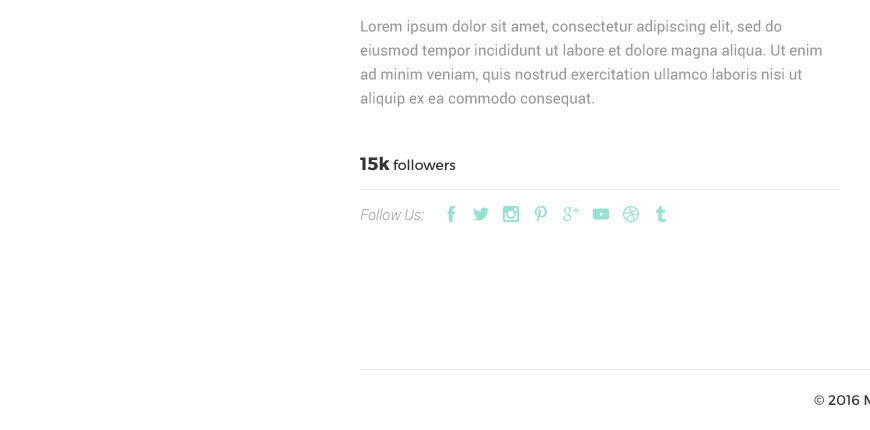 Lorem ipsum dolor sit amet, consectetur adipiscing elit, sed do
eiusmod tempor incididunt ut labore et dolore magna aliqua. Ut enim
ad minim veniam, quis nostrud exercitation ullamco laboris nisi ut
aliquip ex ea commodo consequat.
15k followers
Follow Us:
© 2016